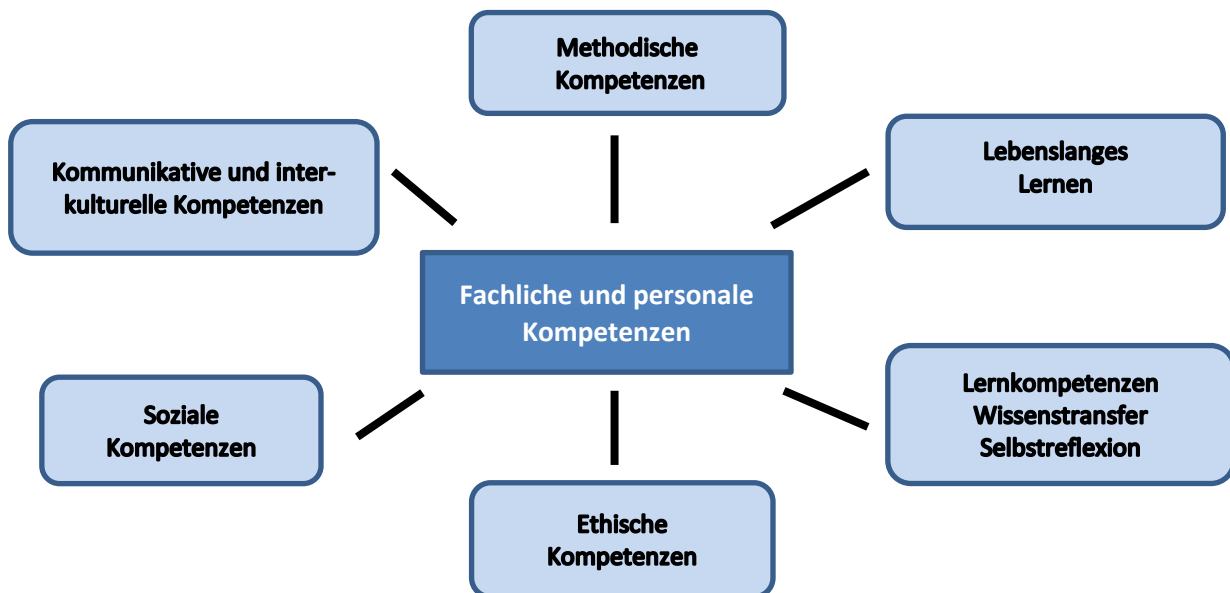 Methodische
Kompetenzen
Kommunikative und inter-
kulturelle Kompetenzen
Lebenslanges
Lernen
Fachliche und personale
Kompetenzen
Soziale
Kompetenzen
Lernkompetenzen
Wissenstransfer
Selbstreflexion
Ethische
Kompetenzen